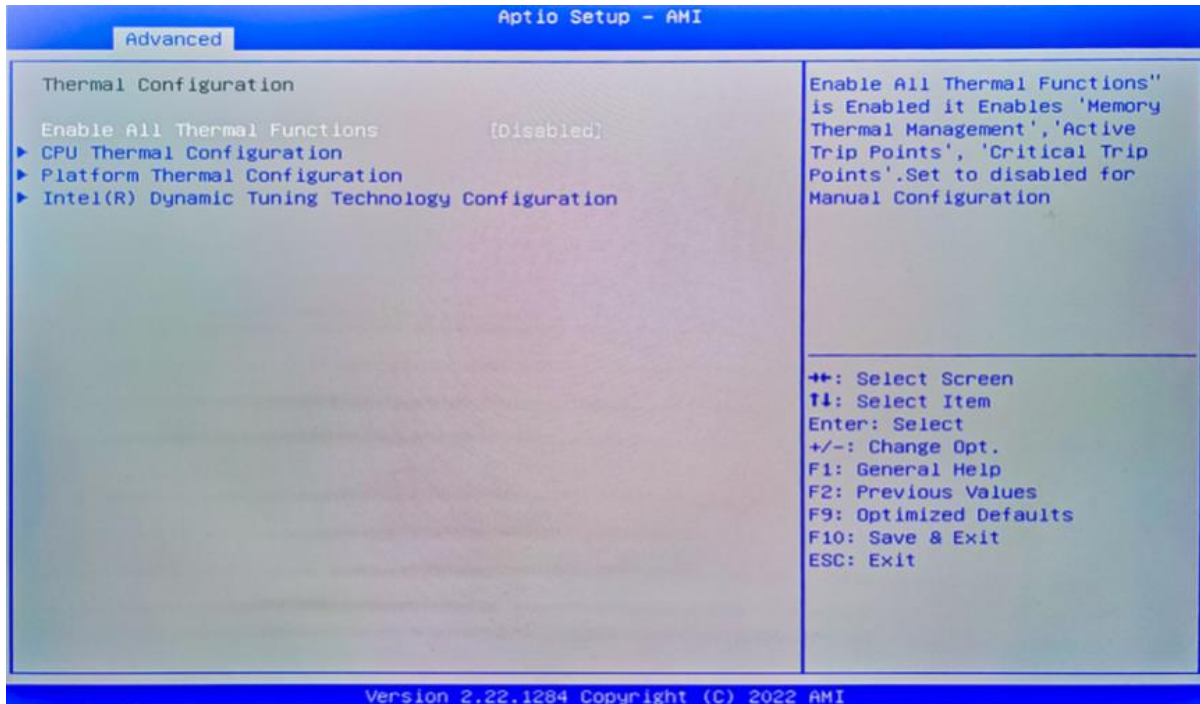 Aptio Setup - AMI
Advanced
Thermal Configuration
Enable All Thermal Functions [Disabled]
▶ CPU Thermal Configuration
▶ Platform Thermal Configuration
▶ Intel(R) Dynamic Tuning Technology Configuration
Enable All Thermal Functions"
is Enabled it Enables 'Memory
Thermal Management','Active
Trip Points', 'Critical Trip
Points'.Set to disabled for
Manual Configuration
→←: Select Screen
↑↓: Select Item
Enter: Select
+/-: Change Opt.
F1: General Help
F2: Previous Values
F9: Optimized Defaults
F10: Save & Exit
ESC: Exit
Version 2.22.1284 Copyright (C) 2022 AMI